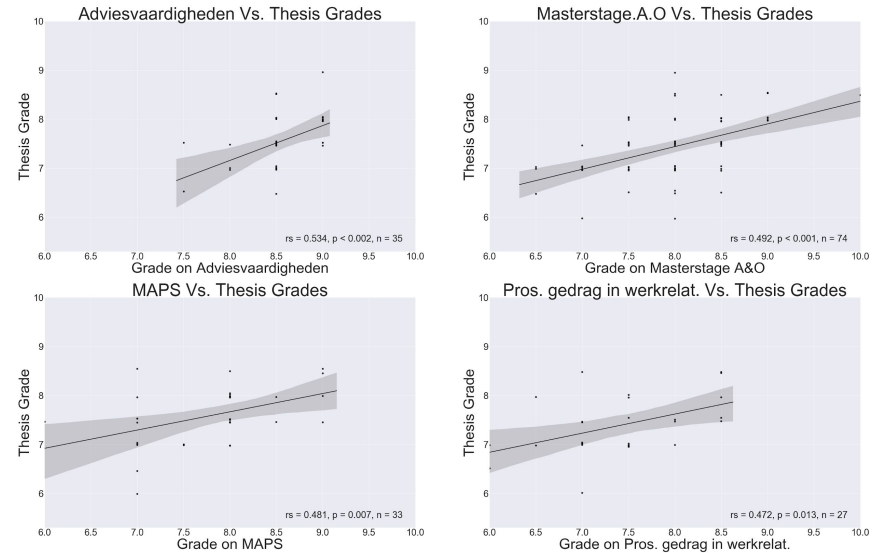 Adviesvaardigheden Vs. Thesis Grades
10
9
8
7
6
Thesis Grade
rs = 0.534, p < 0.002, n = 35
6.0 6.5 7.0 7.5 8.0 8.5 9.0 9.5 10.0
Grade on Adviesvaardigheden
Masterstage.A.O Vs. Thesis Grades
10
9
8
7
6
Thesis Grade
rs = 0.492, p < 0.001, n = 74
6.0 6.5 7.0 7.5 8.0 8.5 9.0 9.5 10.0
Grade on Masterstage A&O
MAPS Vs. Thesis Grades
10
9
8
7
6
Thesis Grade
rs = 0.481, p = 0.007, n = 33
6.0 6.5 7.0 7.5 8.0 8.5 9.0 9.5 10.0
Grade on MAPS
Pros. gedrag in werkrelat. Vs. Thesis Grades
10
9
8
7
6
Thesis Grade
rs = 0.472, p = 0.013, n = 27
6.0 6.5 7.0 7.5 8.0 8.5 9.0 9.5 10.0
Grade on Pros. gedrag in werkrelat.